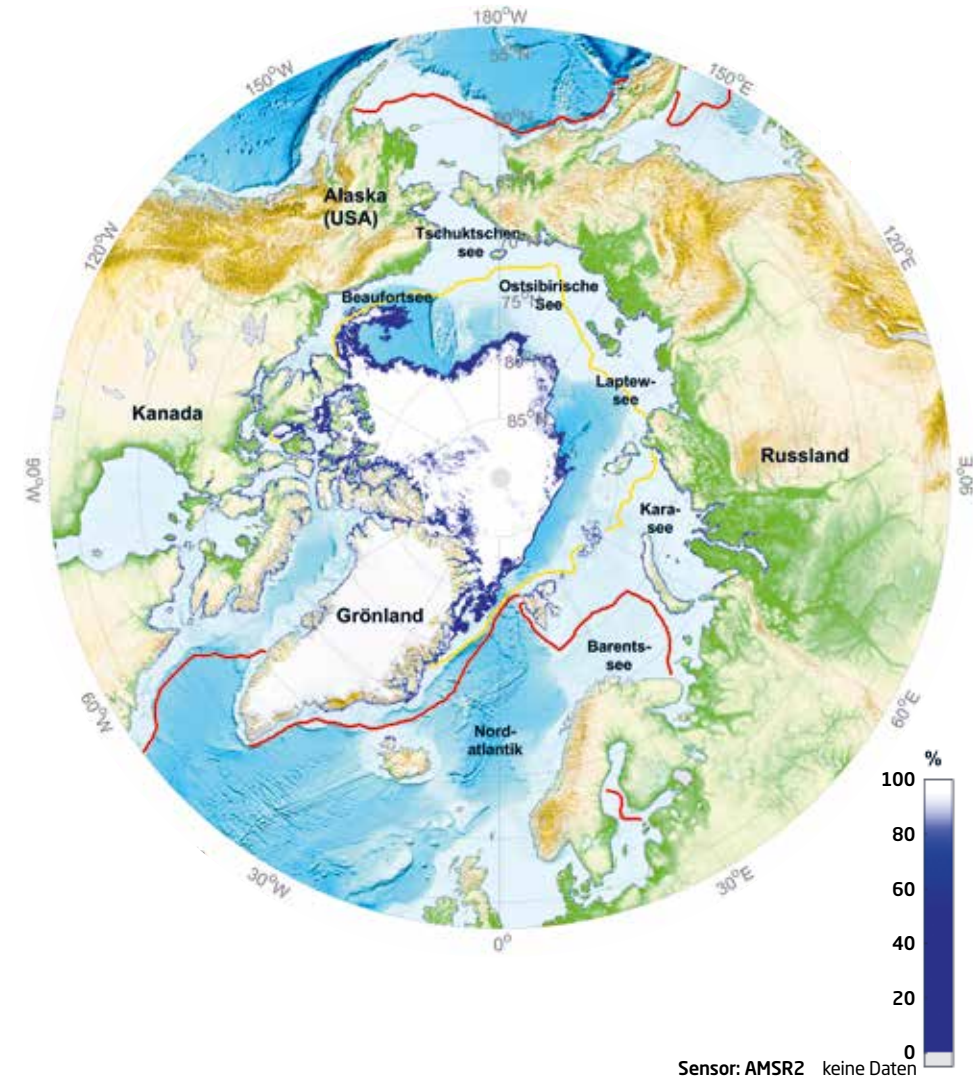 180°W
55°N
150°W
150°E
60°N
Alaska
(USA)
120°W
120°E
Tschuktschen-
see
70°N
Beaufortsee
Ostsibirische
See
75°N
80°N
Laptew-
see
85°N
Kanada
Russland
90°W
90°E
Kara-
see
Grönland
Barents-
see
60°W
60°E
Nord-
atlantik
30°W
30°E
0°
%
100
80
60
40
20
0
Sensor: AMSR2 keine Daten